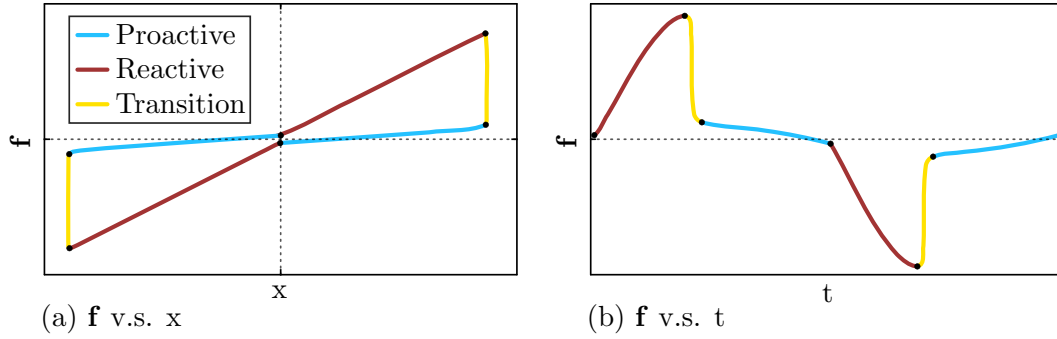 Proactive
Reactive
Transition
f
x
(a) f v.s. x
f
t
(b) f v.s. t